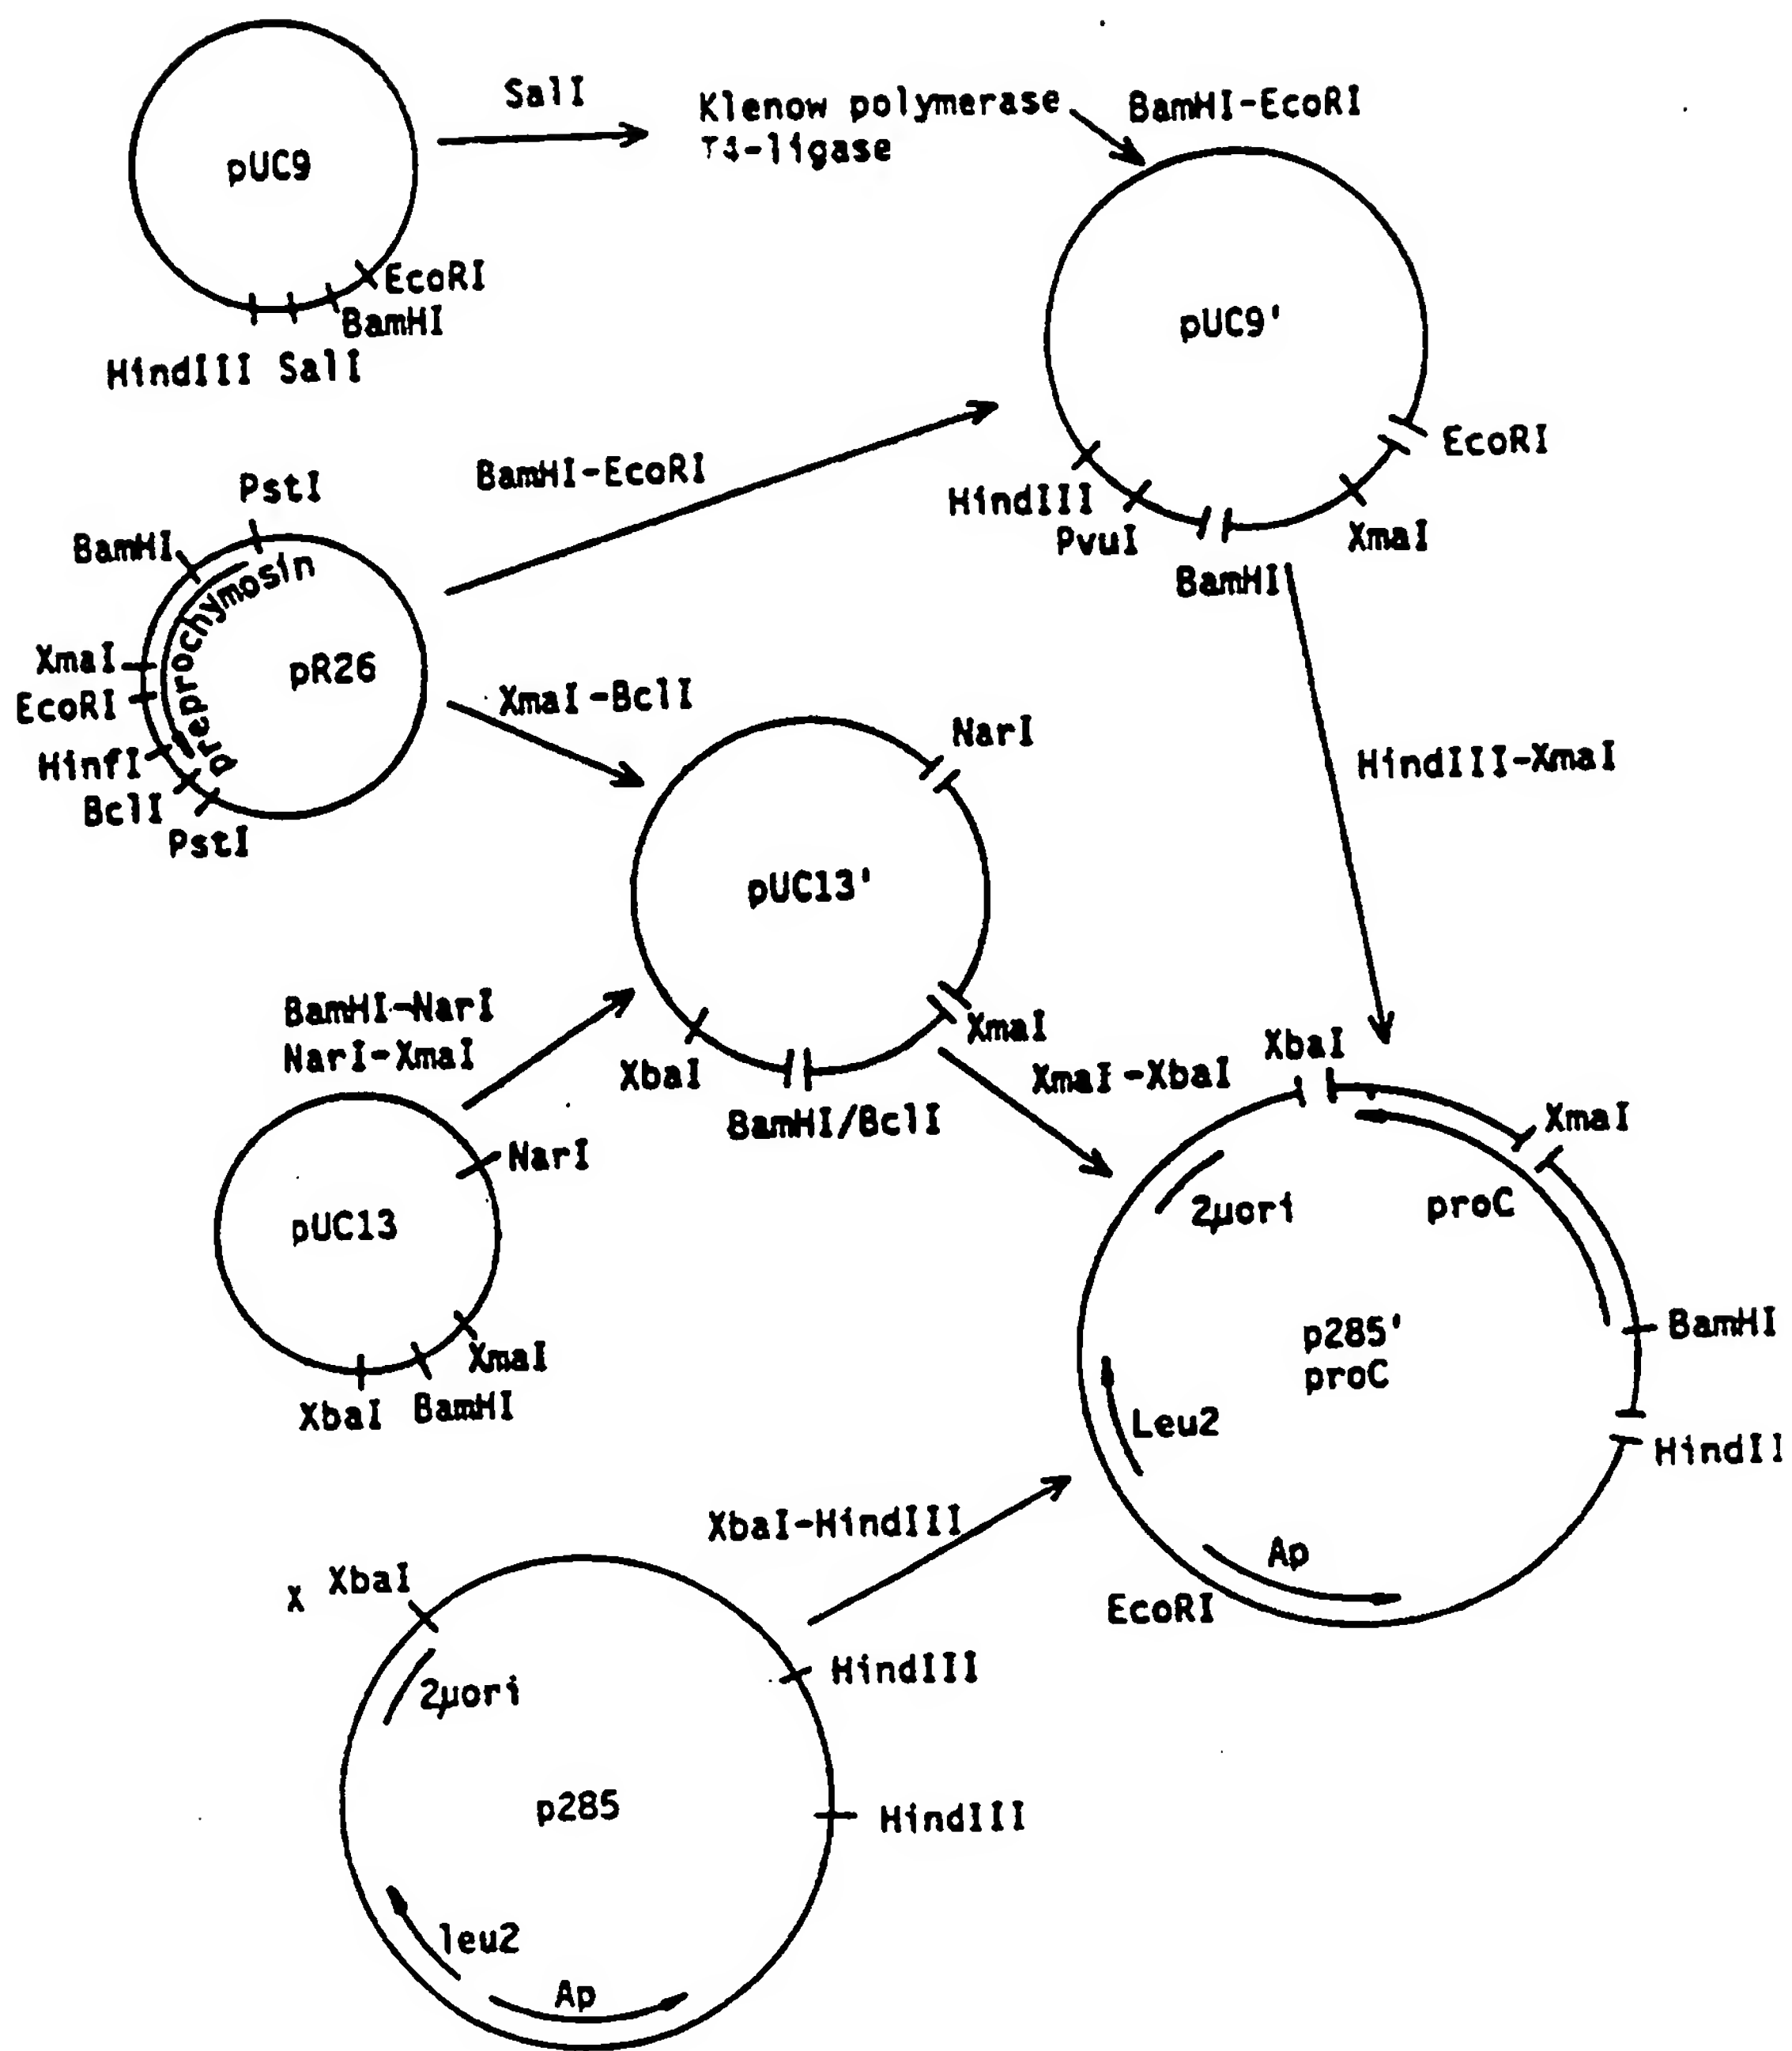 SalI
Klenow polymerase
T4-ligase
BamHI-EcoRI
pUC9
EcoRI
BamHI
HindIII SalI
pUC9'
EcoRI
HindIII
PvuI
XmaI
BamHI
BamHI-EcoRI
PstI
BamHI
preprochymosin
XmaI
pR26
EcoRI
HinfI
BclI
PstI
XmaI-BclI
NarI
HindIII-XmaI
pUC13'
BamHI-NarI
NarI-XmaI
XmaI
XbaI
BamHI/BclI
XmaI-XbaI
XbaI
XmaI
NarI
pUC13
2µori
proC
XmaI
XbaI BamHI
BamHI
p285'
proC
Leu2
HindII
XbaI-HindIII
Ap
EcoRI
x XbaI
HindIII
2µori
p285
HindIII
leu2
Ap